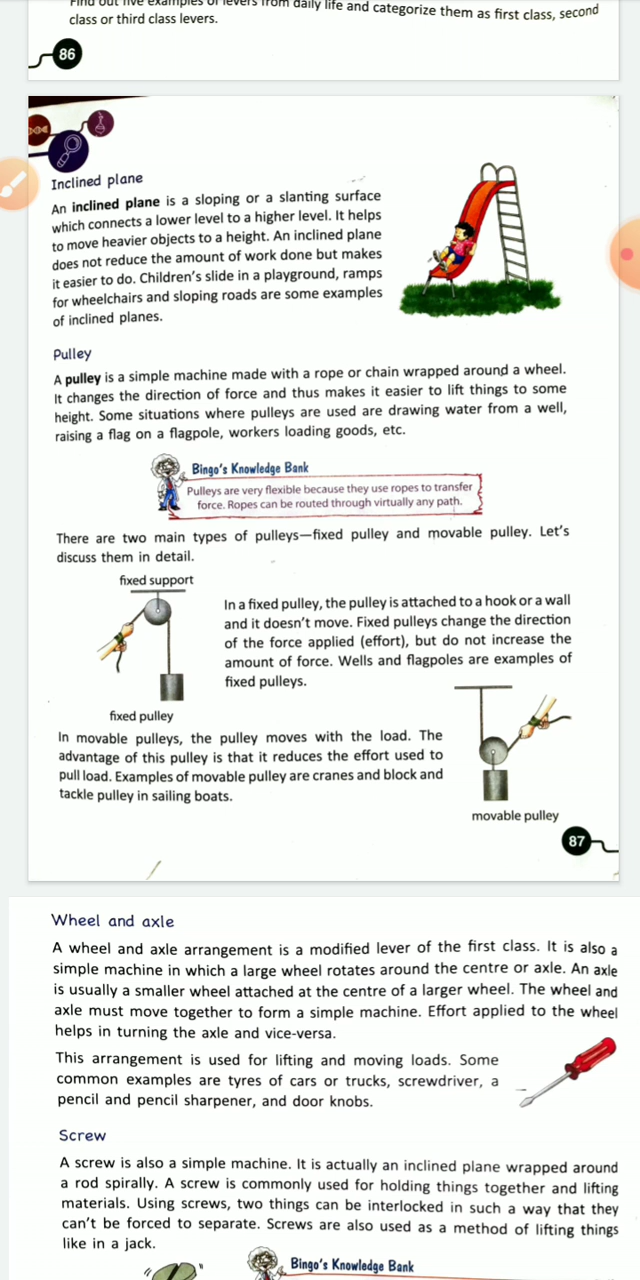 Find out five examples of levers from daily life and categorize them as first class, second
class or third class levers.
86
Inclined plane
An inclined plane is a sloping or a slanting surface
which connects a lower level to a higher level. It helps
to move heavier objects to a height. An inclined plane
does not reduce the amount of work done but makes
it easier to do. Children's slide in a playground, ramps
for wheelchairs and sloping roads are some examples
of inclined planes.
Pulley
A pulley is a simple machine made with a rope or chain wrapped around a wheel.
It changes the direction of force and thus makes it easier to lift things to some
height. Some situations where pulleys are used are drawing water from a well,
raising a flag on a flagpole, workers loading goods, etc.
Bingo's Knowledge Bank
Pulleys are very flexible because they use ropes to transfer
force. Ropes can be routed through virtually any path.
There are two main types of pulleys—fixed pulley and movable pulley. Let's
discuss them in detail.
fixed support
In a fixed pulley, the pulley is attached to a hook or a wall
and it doesn't move. Fixed pulleys change the direction
of the force applied (effort), but do not increase the
amount of force. Wells and flagpoles are examples of
fixed pulleys.
fixed pulley
In movable pulleys, the pulley moves with the load. The
advantage of this pulley is that it reduces the effort used to
pull load. Examples of movable pulley are cranes and block and
tackle pulley in sailing boats.
movable pulley
87
Wheel and axle
A wheel and axle arrangement is a modified lever of the first class. It is also a
simple machine in which a large wheel rotates around the centre or axle. An axle
is usually a smaller wheel attached at the centre of a larger wheel. The wheel and
axle must move together to form a simple machine. Effort applied to the wheel
helps in turning the axle and vice-versa.
This arrangement is used for lifting and moving loads. Some
common examples are tyres of cars or trucks, screwdriver, a
pencil and pencil sharpener, and door knobs.
Screw
A screw is also a simple machine. It is actually an inclined plane wrapped around
a rod spirally. A screw is commonly used for holding things together and lifting
materials. Using screws, two things can be interlocked in such a way that they
can't be forced to separate. Screws are also used as a method of lifting things
like in a jack.
Bingo's Knowledge Bank